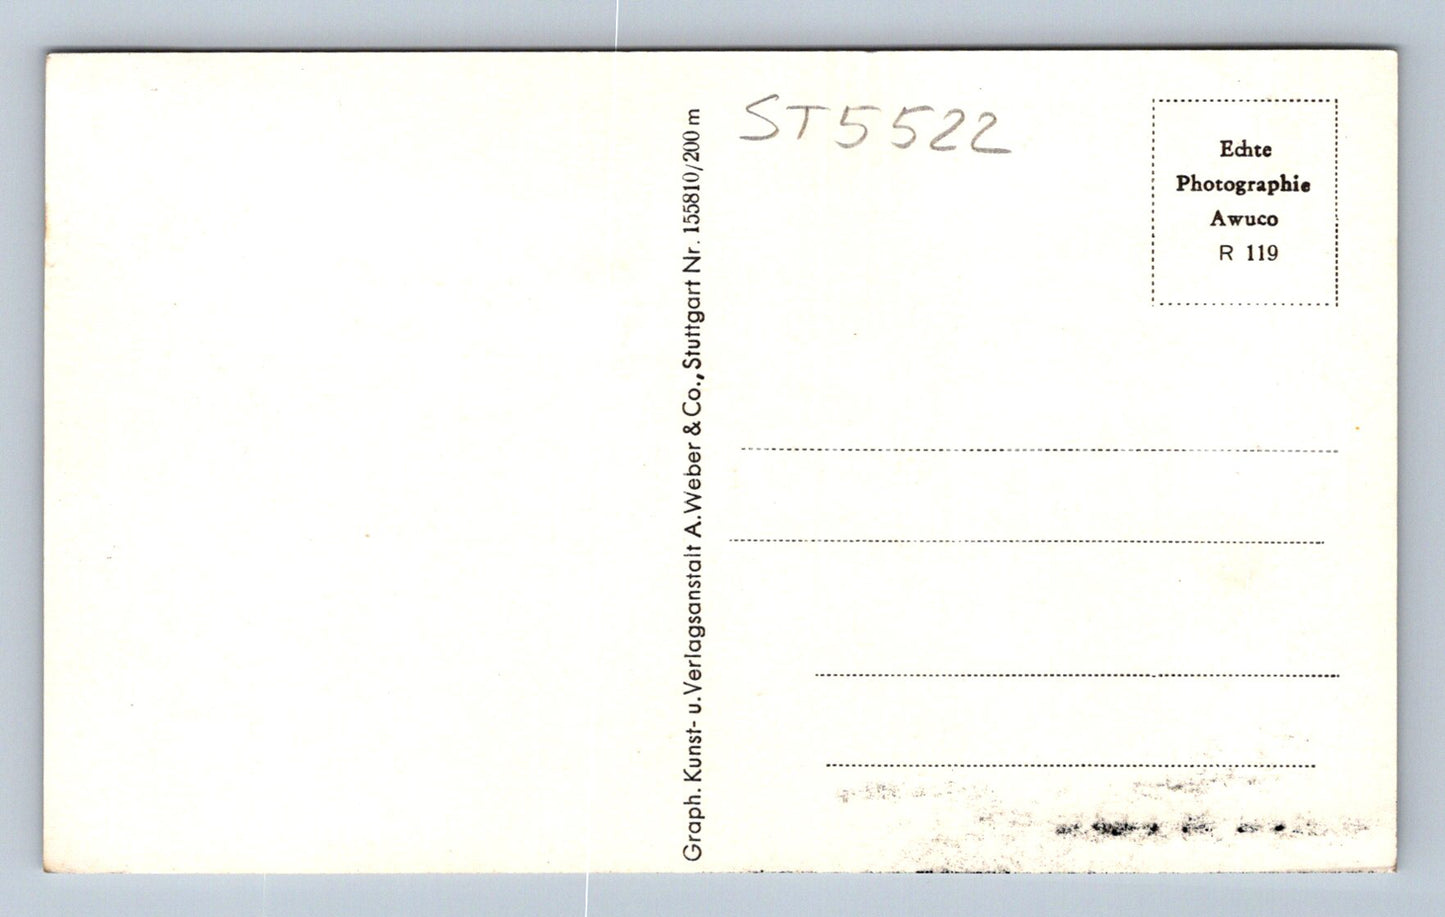 Graph. Kunst- u. Verlagsanstalt A. Weber & Co., Stuttgart Nr. 155810/200 m
ST5522
Echte
Photographie
Awuco
R 119